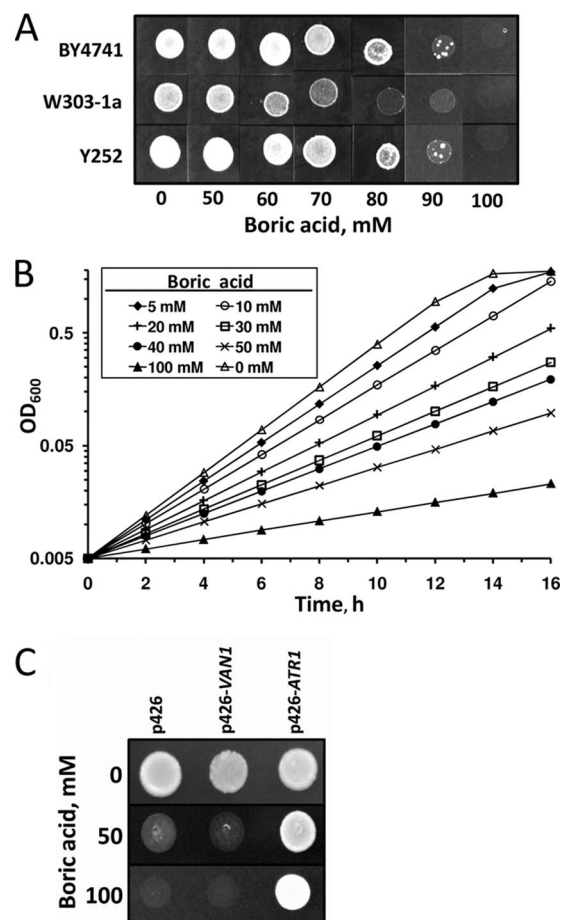 A
BY4741
W303-1a
Y252
0 50 60 70 80 90 100
Boric acid, mM
B
Boric acid
5 mM 10 mM
20 mM 30 mM
40 mM 50 mM
100 mM 0 mM
0.5
0.05
0.005
OD600
0 2 4 6 8 10 12 14 16
Time, h
C
p426
p426-VAN1
p426-ATR1
Boric acid, mM
0
50
100